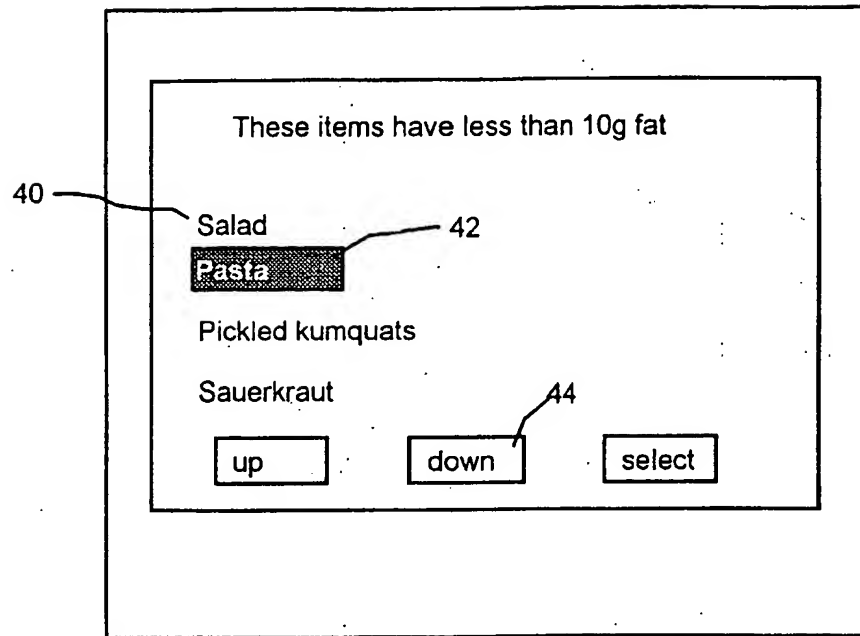 These items have less than 10g fat
40
Salad
42
Pasta
Pickled kumquats
Sauerkraut
44
up down select